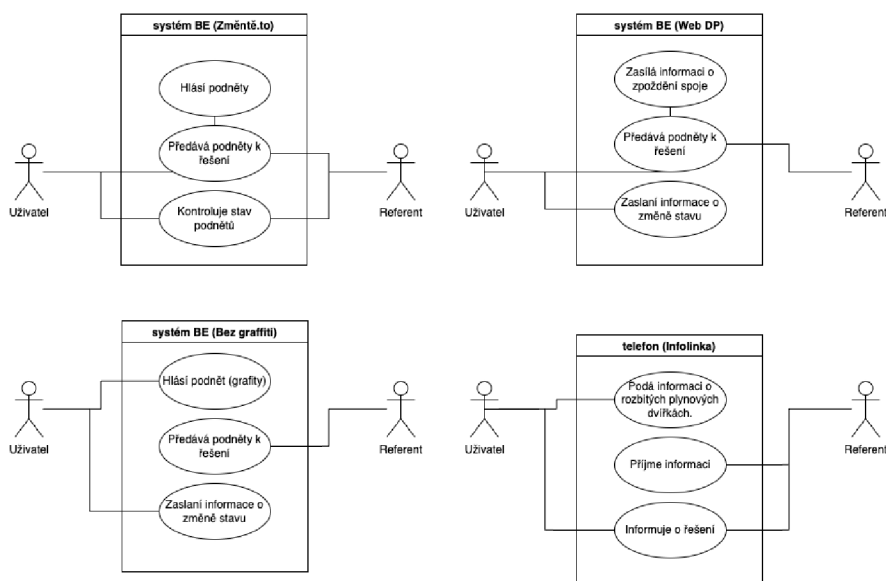 systém BE (Změntě.to)
Hlásí podněty
Předává podněty k
řešení
Kontroluje stav
podnětů
Uživatel
Referent
systém BE (Web DP)
Zasílá informaci o
zpoždění spoje
Předává podněty k
řešení
Zaslaní informace o
změně stavu
Uživatel
Referent
systém BE (Bez graffiti)
Hlásí podnět (grafity)
Předává podněty k
řešení
Zaslaní informace o
změně stavu
Uživatel
Referent
telefon (Infolinka)
Podá informaci o
rozbitých plynových
dvířkách.
Příjme informaci
Informuje o řešení
Uživatel
Referent